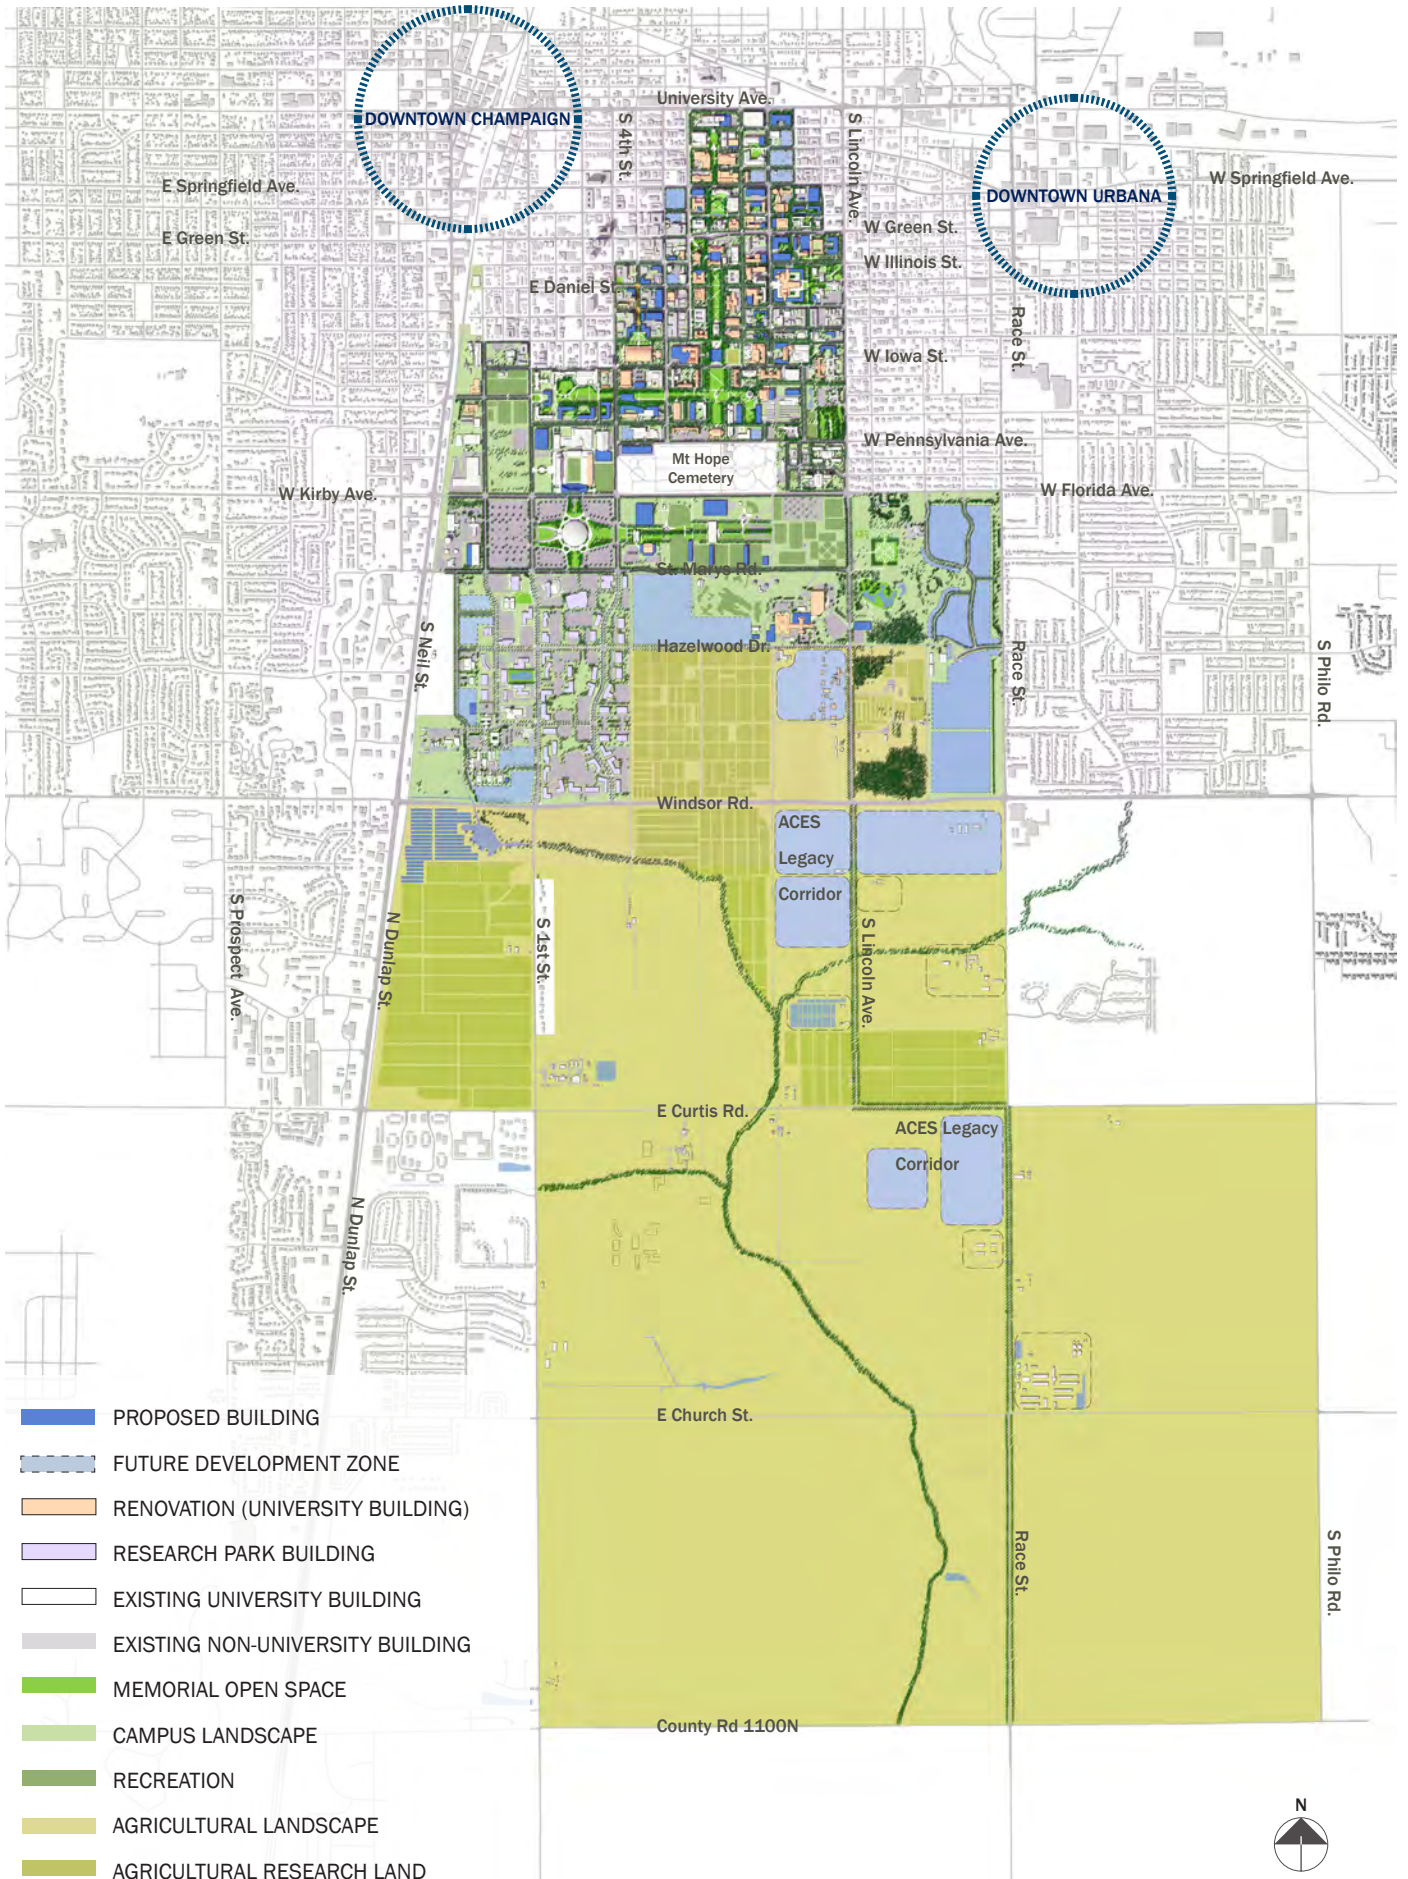 University Ave.
DOWNTOWN CHAMPAIGN
S 4th St.
S Lincoln Ave.
E Springfield Ave.
W Springfield Ave.
DOWNTOWN URBANA
E Green St.
W Green St.
W Illinois St.
E Daniel St
Race St.
W Iowa St.
W Pennsylvania Ave.
Mt Hope
Cemetery
W Kirby Ave.
W Florida Ave.
St. Marys Rd.
S Neil St.
Hazelwood Dr.
Race St.
S Philo Rd.
Windsor Rd.
ACES
Legacy
Corridor
S Prospect Ave.
N Dunlap St.
S 1st St.
S Lincoln Ave.
E Curtis Rd.
ACES Legacy
Corridor
N Dunlap St.
E Church St.
Race St.
S Philo Rd.
County Rd 1100N
PROPOSED BUILDING
FUTURE DEVELOPMENT ZONE
RENOVATION (UNIVERSITY BUILDING)
RESEARCH PARK BUILDING
EXISTING UNIVERSITY BUILDING
EXISTING NON-UNIVERSITY BUILDING
MEMORIAL OPEN SPACE
CAMPUS LANDSCAPE
RECREATION
AGRICULTURAL LANDSCAPE
AGRICULTURAL RESEARCH LAND
N